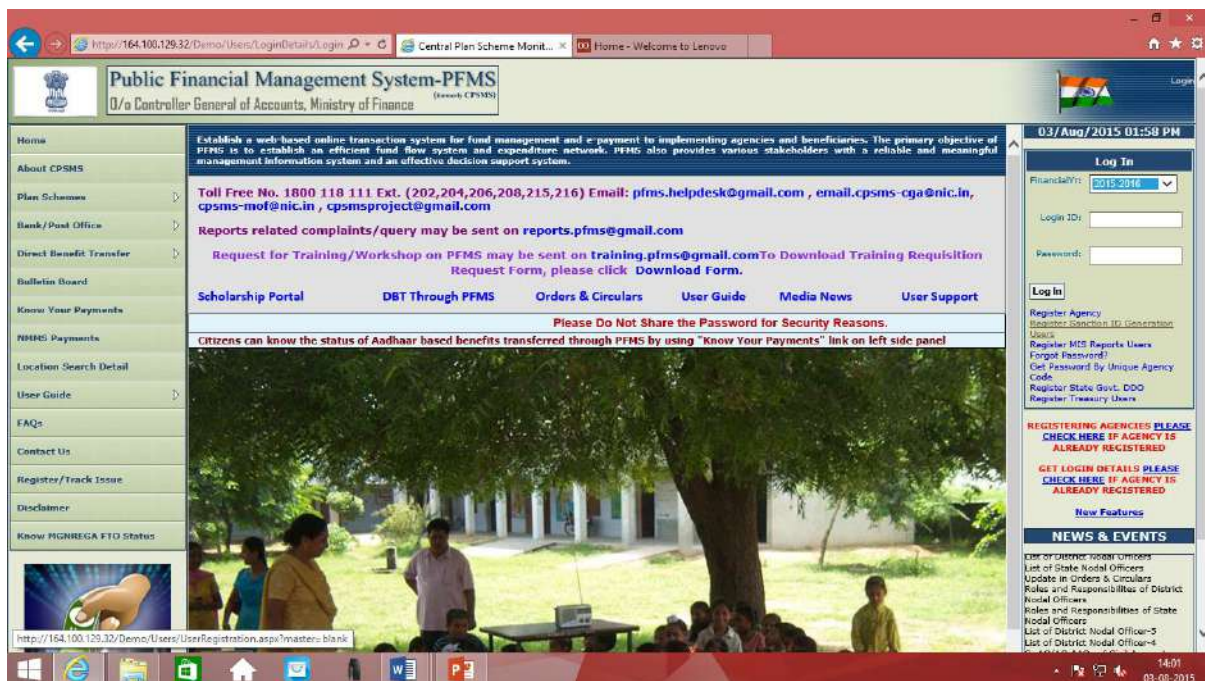 http://164.100.129.32/Demo/Users/LoginDetails/Login
Central Plan Scheme Monit...
Home - Welcome to Lenovo
Public Financial Management System-PFMS
(formerly CPSMS)
O/o Controller General of Accounts, Ministry of Finance
Login
Home
About CPSMS
Plan Schemes
Bank/Post Office
Direct Benefit Transfer
Bulletin Board
Know Your Payments
NMMS Payments
Location Search Detail
User Guide
FAQs
Contact Us
Register/Track Issue
Disclaimer
Know MGNREGA FTO Status
Establish a web-based online transaction system for fund management and e-payment to implementing agencies and beneficiaries. The primary objective of
PFMS is to establish an efficient fund flow system and expenditure network. PFMS also provides various stakeholders with a reliable and meaningful
management information system and an effective decision support system.
Toll Free No. 1800 118 111 Ext. (202,204,206,208,215,216) Email: pfms.helpdesk@gmail.com , email.cpsms-cga@nic.in,
cpsms-mof@nic.in , cpsmsproject@gmail.com
Reports related complaints/query may be sent on reports.pfms@gmail.com
Request for Training/Workshop on PFMS may be sent on training.pfms@gmail.comTo Download Training Requisition
Request Form, please click Download Form.
Scholarship Portal DBT Through PFMS Orders & Circulars User Guide Media News User Support
Please Do Not Share the Password for Security Reasons.
Citizens can know the status of Aadhaar based benefits transferred through PFMS by using "Know Your Payments" link on left side panel
03/Aug/2015 01:58 PM
Log In
FinancialYr: 2015-2016
Login ID:
Password:
Log In
Register Agency
Register Sanction ID Generation
Users
Register MIS Reports Users
Forgot Password?
Get Password By Unique Agency
Code
Register State Govt. DDO
Register Treasury Users
REGISTERING AGENCIES PLEASE
CHECK HERE IF AGENCY IS
ALREADY REGISTERED
GET LOGIN DETAILS PLEASE
CHECK HERE IF AGENCY IS
ALREADY REGISTERED
New Features
NEWS & EVENTS
List of District Nodal Officers
List of State Nodal Officers
Update in Orders & Circulars
Roles and Responsibilites of District
Nodal Officers
Roles and Responsibilities of State
Nodal Officers
List of District Nodal Officer-5
List of District Nodal Officer-4
http://164.100.129.32/Demo/Users/UserRegistration.aspx?master=blank
14:01
03-08-2015